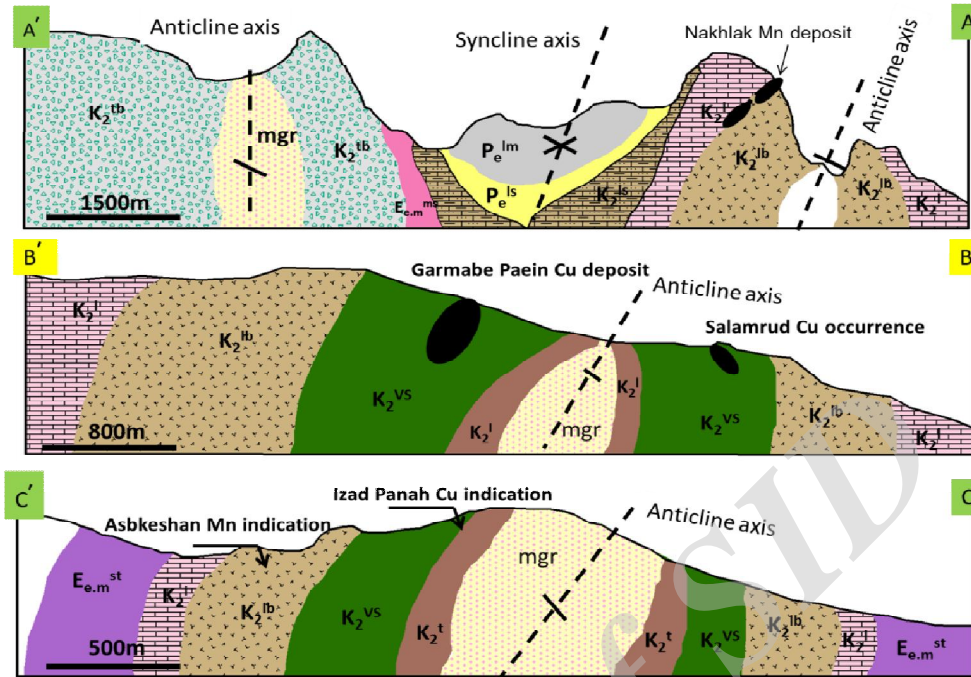 A′
Anticline axis
Syncline axis
Nakhlak Mn deposit
Anticline axis
A
K₂ᵗᵇ
mgr
K₂ᵗᵇ
Eₑ.ₘᵐˢ
Pₑˡᵐ
Pₑˡˢ
K₂ˡˢ
K₂ˡ
K₂ˡᵇ
K₂ˡᵇ
K₂ˡ
1500m
B′
Garmabe Paein Cu deposit
Anticline axis
B
Salamrud Cu occurrence
K₂ˡ
K₂ˡᵇ
K₂ⱽˢ
K₂ˡ
mgr
K₂ˡ
K₂ⱽˢ
K₂ˡᵇ
K₂ˡ
800m
C′
Izad Panah Cu indication
Asbkeshan Mn indication
Anticline axis
C
Eₑ.ₘˢᵗ
K₂ˡ
K₂ˡᵇ
K₂ⱽˢ
K₂ᵗ
mgr
K₂ᵗ
K₂ⱽˢ
K₂ˡᵇ
K₂ˡ
Eₑ.ₘˢᵗ
500m
f SID